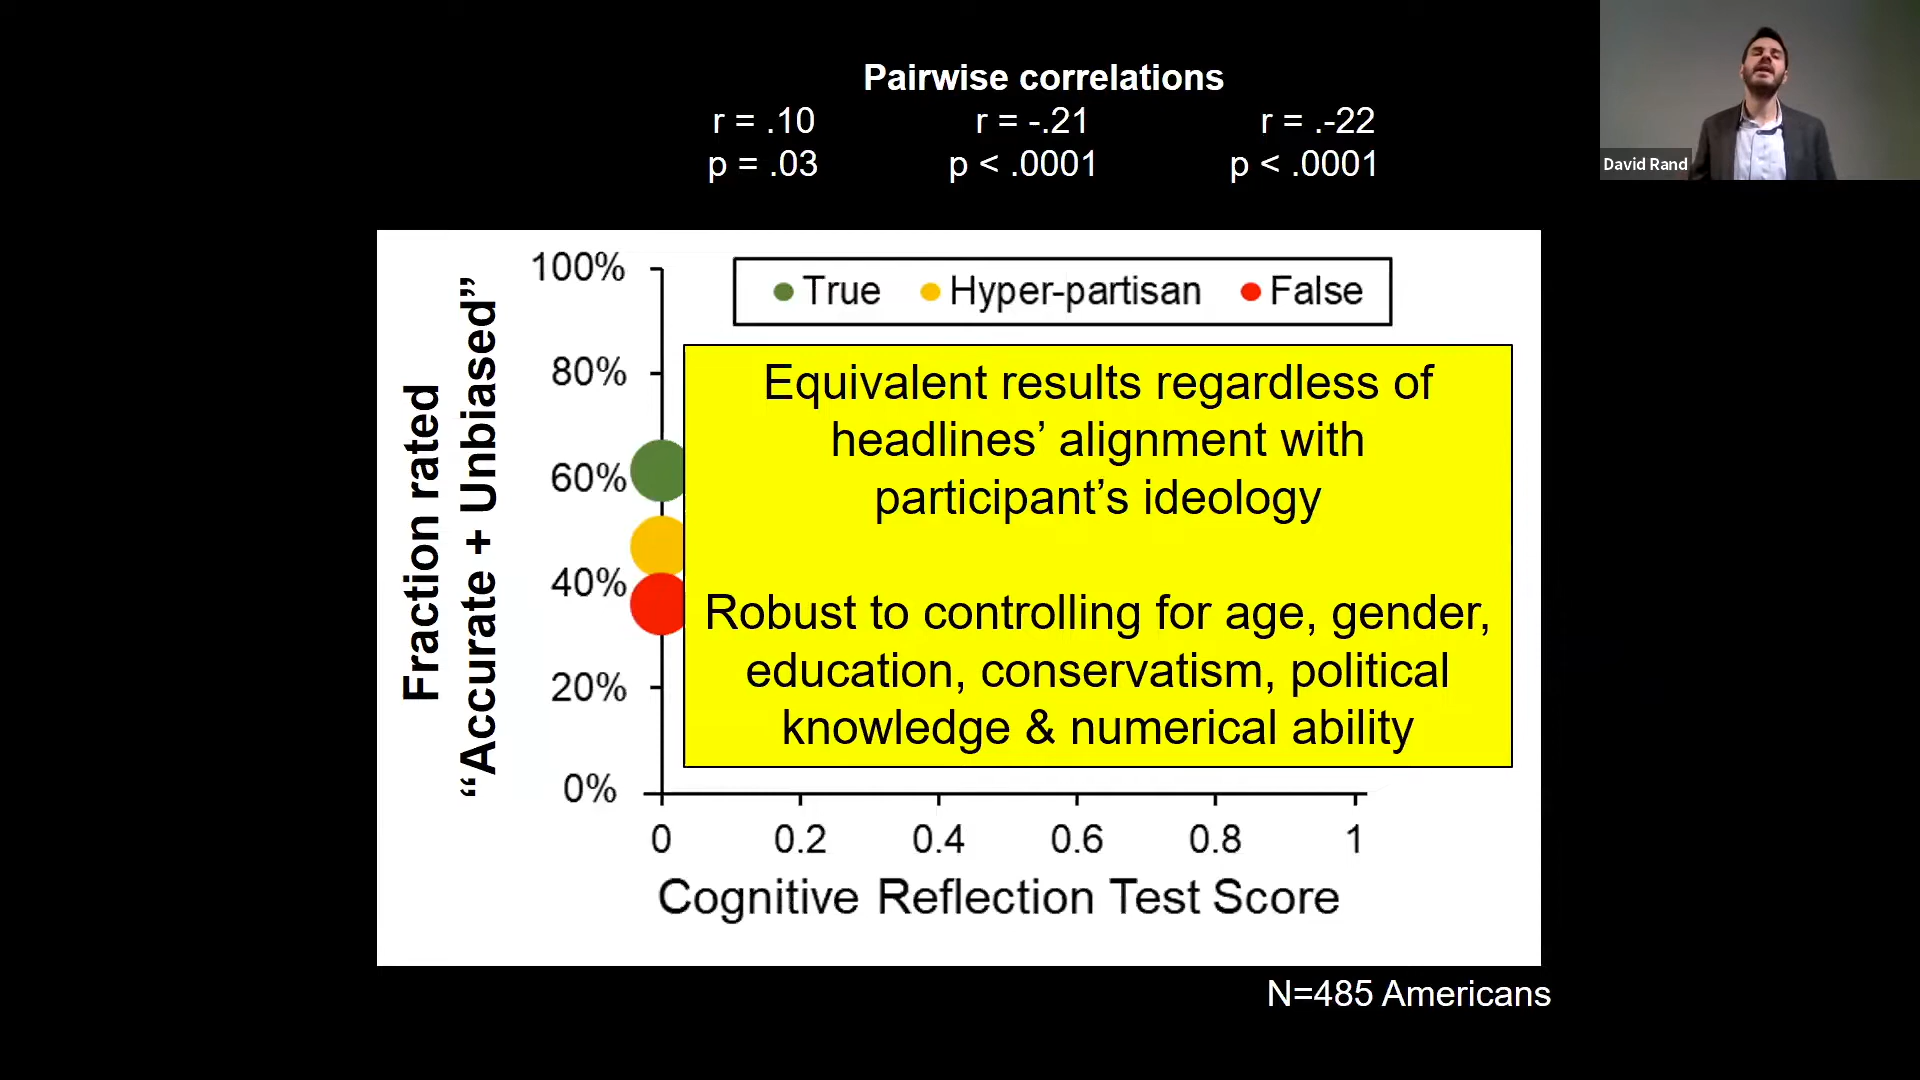 Pairwise correlations
r = .10 r = -.21 r = .-22
p = .03 p < .0001 p < .0001
David Rand
Fraction rated
“Accurate + Unbiased”
100%
80%
60%
40%
20%
0%
True Hyper-partisan False
Equivalent results regardless of
headlines’ alignment with
participant’s ideology
Robust to controlling for age, gender,
education, conservatism, political
knowledge & numerical ability
0 0.2 0.4 0.6 0.8 1
Cognitive Reflection Test Score
N=485 Americans